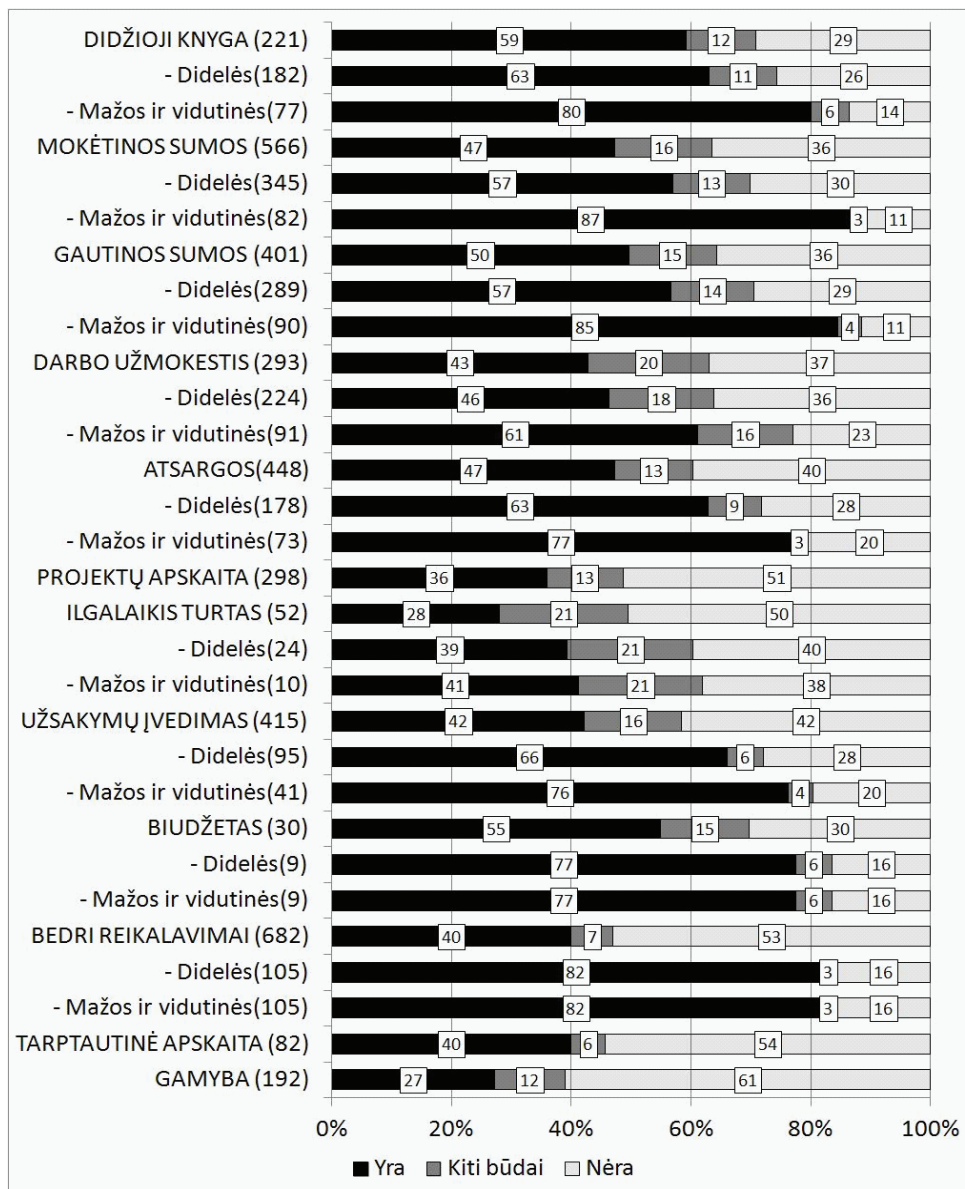 DIDŽIOJI KNYGA (221) 59 12 29
- Didelės(182) 63 11 26
- Mažos ir vidutinės(77) 80 6 14
MOKĖTINOS SUMOS (566) 47 16 36
- Didelės(345) 57 13 30
- Mažos ir vidutinės(82) 87 3 11
GAUTINOS SUMOS (401) 50 15 36
- Didelės(289) 57 14 29
- Mažos ir vidutinės(90) 85 4 11
DARBO UŽMOKESTIS (293) 43 20 37
- Didelės(224) 46 18 36
- Mažos ir vidutinės(91) 61 16 23
ATSARGOS(448) 47 13 40
- Didelės(178) 63 9 28
- Mažos ir vidutinės(73) 77 3 20
PROJEKTŲ APSKAITA (298) 36 13 51
ILGALAIKIS TURTAS (52) 28 21 50
- Didelės(24) 39 21 40
- Mažos ir vidutinės(10) 41 21 38
UŽSAKYMŲ ĮVEDIMAS (415) 42 16 42
- Didelės(95) 66 6 28
- Mažos ir vidutinės(41) 76 4 20
BIUDŽETAS (30) 55 15 30
- Didelės(9) 77 6 16
- Mažos ir vidutinės(9) 77 6 16
BEDRI REIKALAVIMAI (682) 40 7 53
- Didelės(105) 82 3 16
- Mažos ir vidutinės(105) 82 3 16
TARPTAUTINĖ APSKAITA (82) 40 6 54
GAMYBA (192) 27 12 61
0% 20% 40% 60% 80% 100%
Yra Kiti būdai Nėra